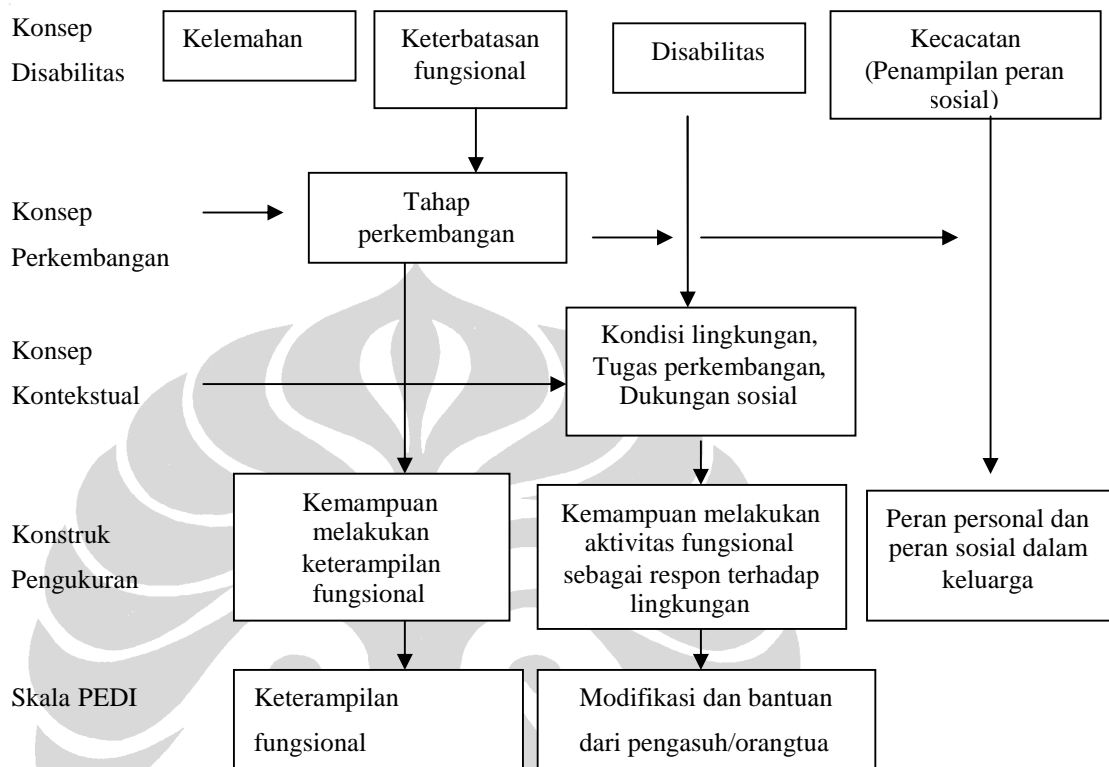 Konsep
Disabilitas
Kelemahan
Keterbatasan
fungsional
Disabilitas
Kecacatan
(Penampilan peran
sosial)
Konsep
Perkembangan
Tahap
perkembangan
Konsep
Kontekstual
Kondisi lingkungan,
Tugas perkembangan,
Dukungan sosial
Konstruk
Pengukuran
Kemampuan
melakukan
keterampilan
fungsional
Kemampuan melakukan
aktivitas fungsional
sebagai respon terhadap
lingkungan
Peran personal dan
peran sosial dalam
keluarga
Skala PEDI
Keterampilan
fungsional
Modifikasi dan bantuan
dari pengasuh/orangtua